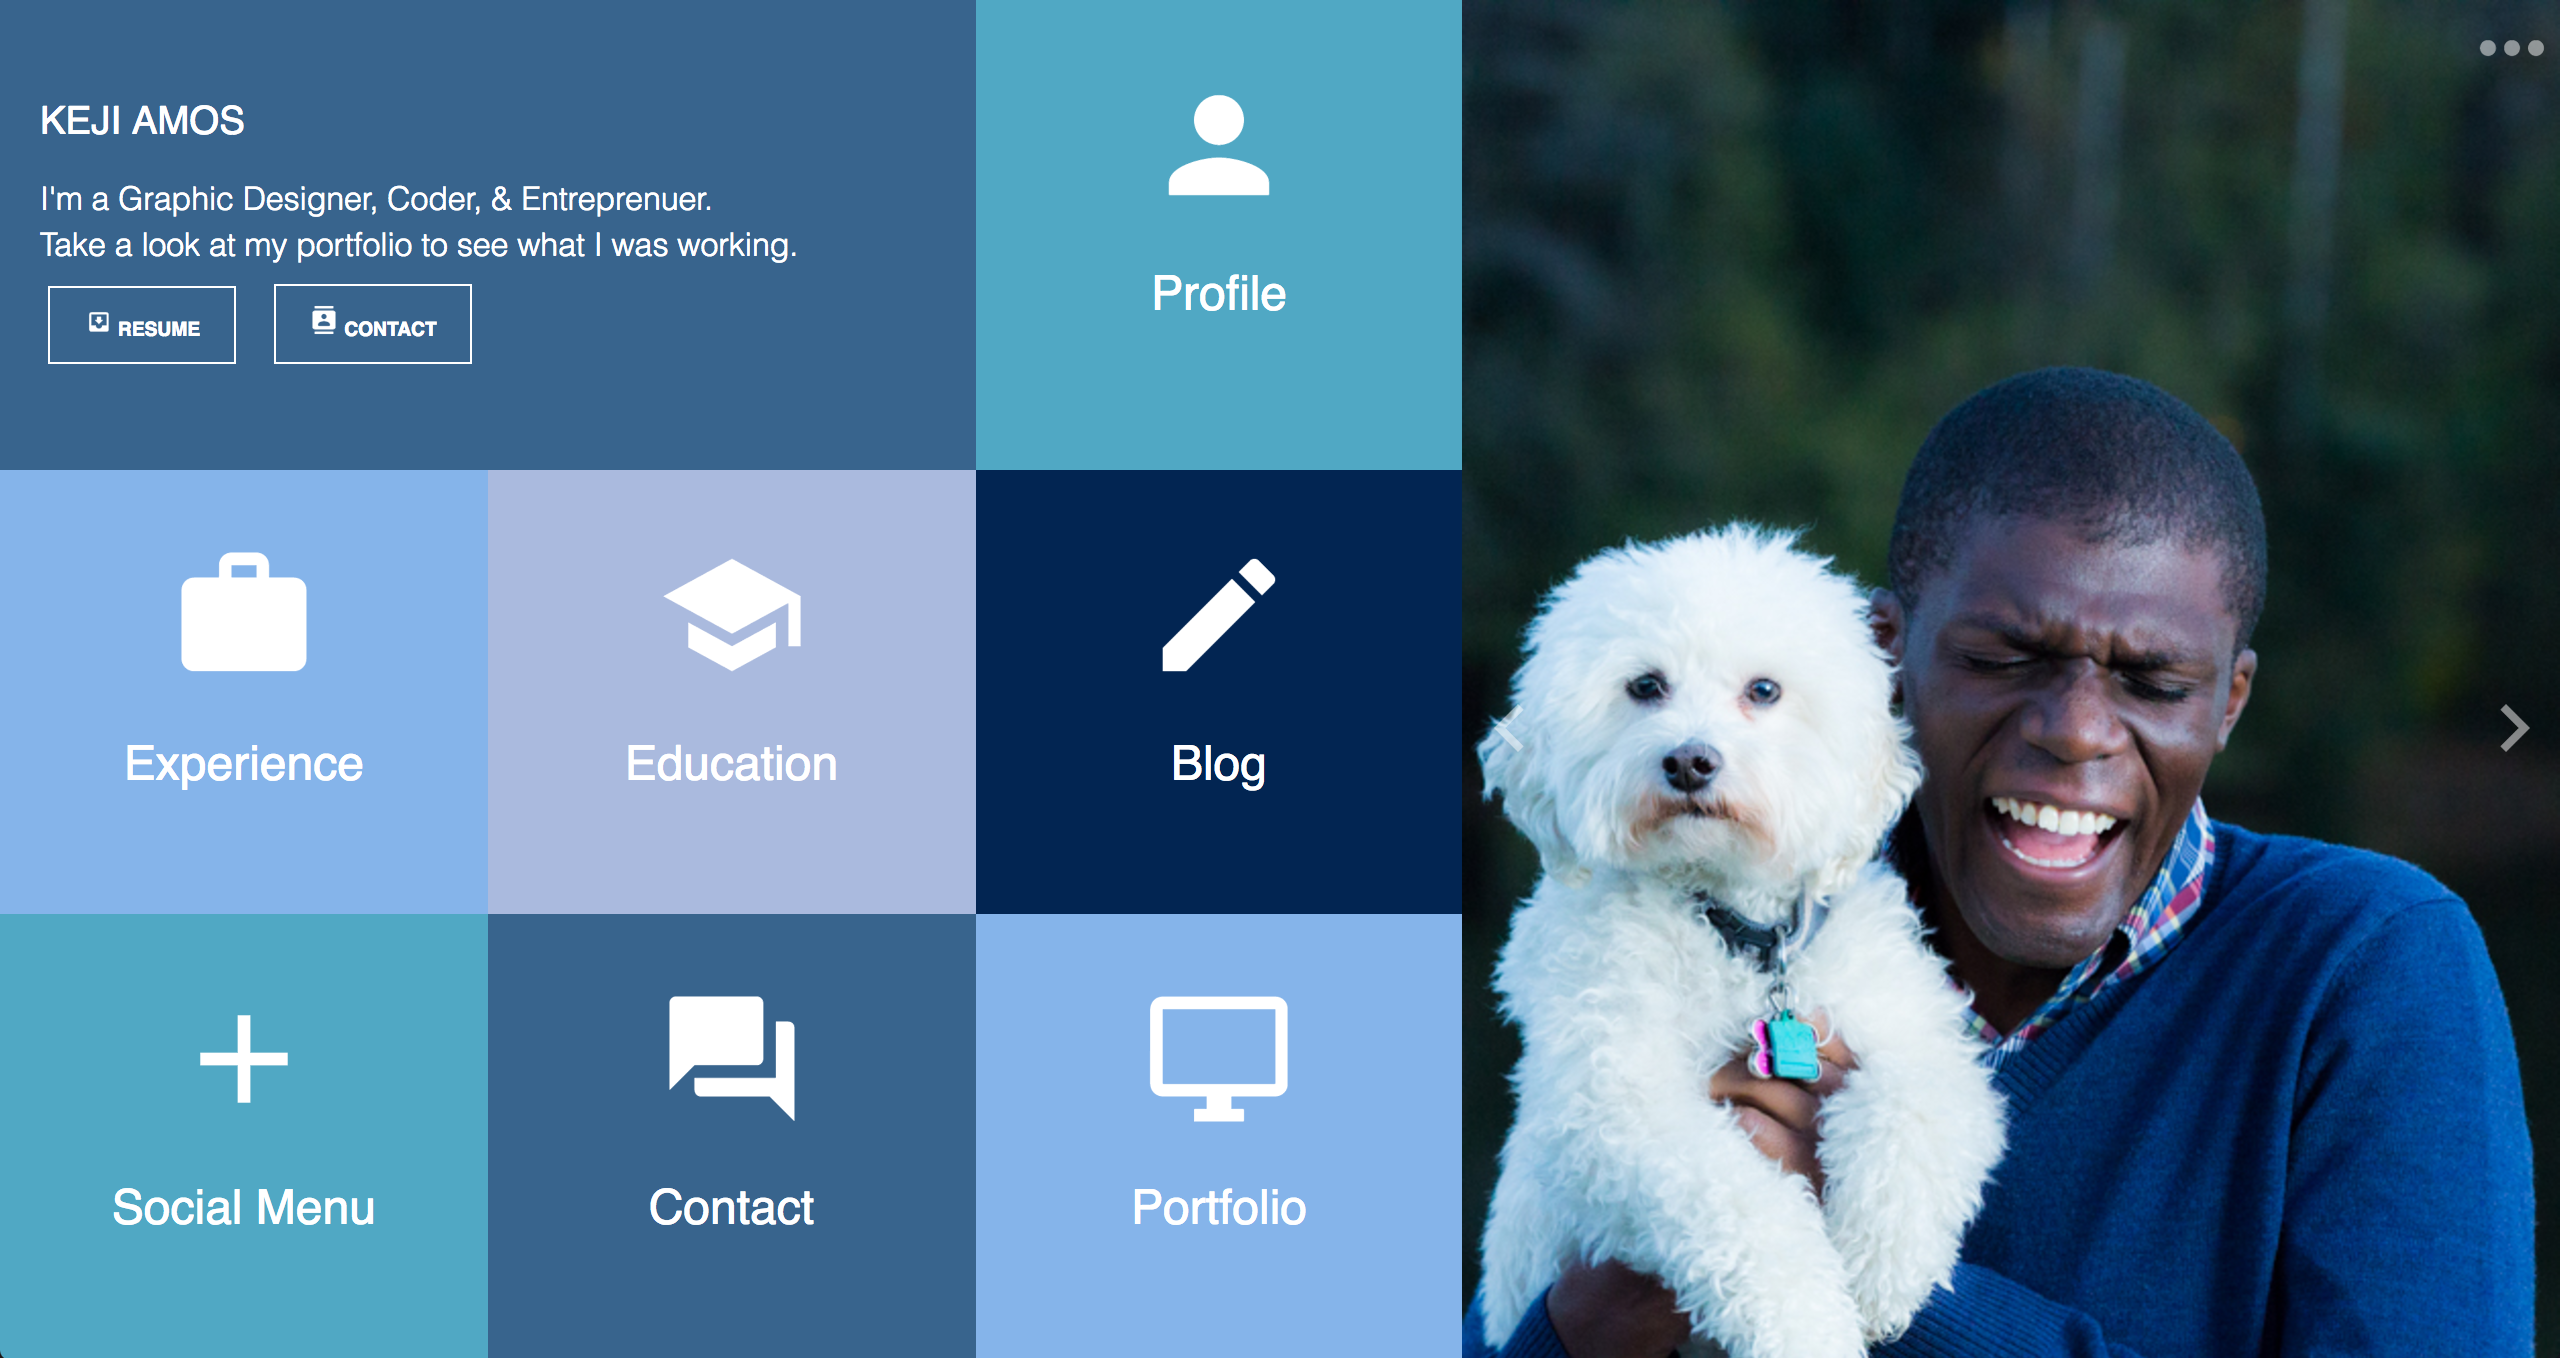 KEJI AMOS
I'm a Graphic Designer, Coder, & Entreprenuer.
Take a look at my portfolio to see what I was working.
RESUME
CONTACT
Profile
Experience
Education
Blog
Social Menu
Contact
Portfolio